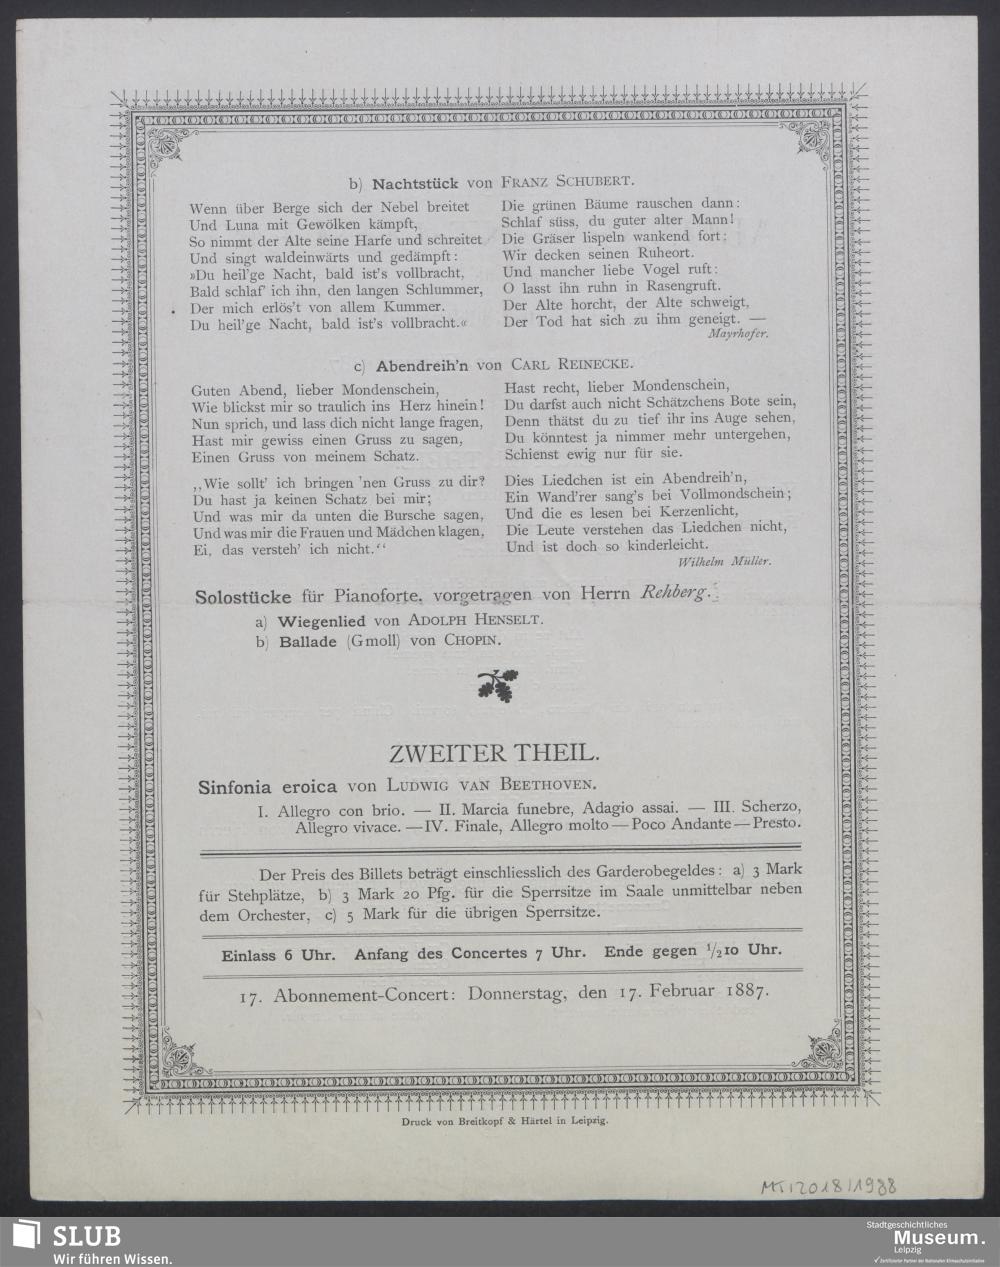 b) Nachtstück von FRANZ SCHUBERT.
Wenn über Berge sich der Nebel breitet
Und Luna mit Gewölken kämpft,
So nimmt der Alte seine Harfe und schreitet
Und singt waldeinwärts und gedämpft:
»Du heil'ge Nacht, bald ist's vollbracht,
Bald schlaf' ich ihn, den langen Schlummer,
Der mich erlös't von allem Kummer.
Du heil'ge Nacht, bald ist's vollbracht.«
Die grünen Bäume rauschen dann:
Schlaf süss, du guter alter Mann!
Die Gräser lispeln wankend fort:
Wir decken seinen Ruheort.
Und mancher liebe Vogel ruft:
O lasst ihn ruhn in Rasengruft.
Der Alte horcht, der Alte schweigt,
Der Tod hat sich zu ihm geneigt. —
Mayrhofer.
c) Abendreih'n von CARL REINECKE.
Guten Abend, lieber Mondenschein,
Wie blickst mir so traulich ins Herz hinein!
Nun sprich, und lass dich nicht lange fragen,
Hast mir gewiss einen Gruss zu sagen,
Einen Gruss von meinem Schatz.
,,Wie sollt' ich bringen 'nen Gruss zu dir?
Du hast ja keinen Schatz bei mir;
Und was mir da unten die Bursche sagen,
Und was mir die Frauen und Mädchen klagen,
Ei, das versteh' ich nicht.‘‘
Hast recht, lieber Mondenschein,
Du darfst auch nicht Schätzchens Bote sein,
Denn thätst du zu tief ihr ins Auge sehen,
Du könntest ja nimmer mehr untergehen,
Schienst ewig nur für sie.
Dies Liedchen ist ein Abendreih'n,
Ein Wand'rer sang's bei Vollmondschein;
Und die es lesen bei Kerzenlicht,
Die Leute verstehen das Liedchen nicht,
Und ist doch so kinderleicht.
Wilhelm Müller.
Solostücke für Pianoforte, vorgetragen von Herrn Rehberg.
a) Wiegenlied von ADOLPH HENSELT.
b) Ballade (Gmoll) von CHOPIN.
ZWEITER THEIL.
Sinfonia eroica von LUDWIG VAN BEETHOVEN.
I. Allegro con brio. — II. Marcia funebre, Adagio assai. — III. Scherzo,
Allegro vivace. — IV. Finale, Allegro molto — Poco Andante — Presto.
Der Preis des Billets beträgt einschliesslich des Garderobegeldes: a) 3 Mark
für Stehplätze, b) 3 Mark 20 Pfg. für die Sperrsitze im Saale unmittelbar neben
dem Orchester, c) 5 Mark für die übrigen Sperrsitze.
Einlass 6 Uhr. Anfang des Concertes 7 Uhr. Ende gegen ½10 Uhr.
17. Abonnement-Concert: Donnerstag, den 17. Februar 1887.
Druck von Breitkopf & Härtel in Leipzig.
MT/2018/1988
SLUB
Wir führen Wissen.
Stadtgeschichtliches
Museum.
Leipzig
Zertifizierter Partner der Nationalen Klimaschutzinitiative